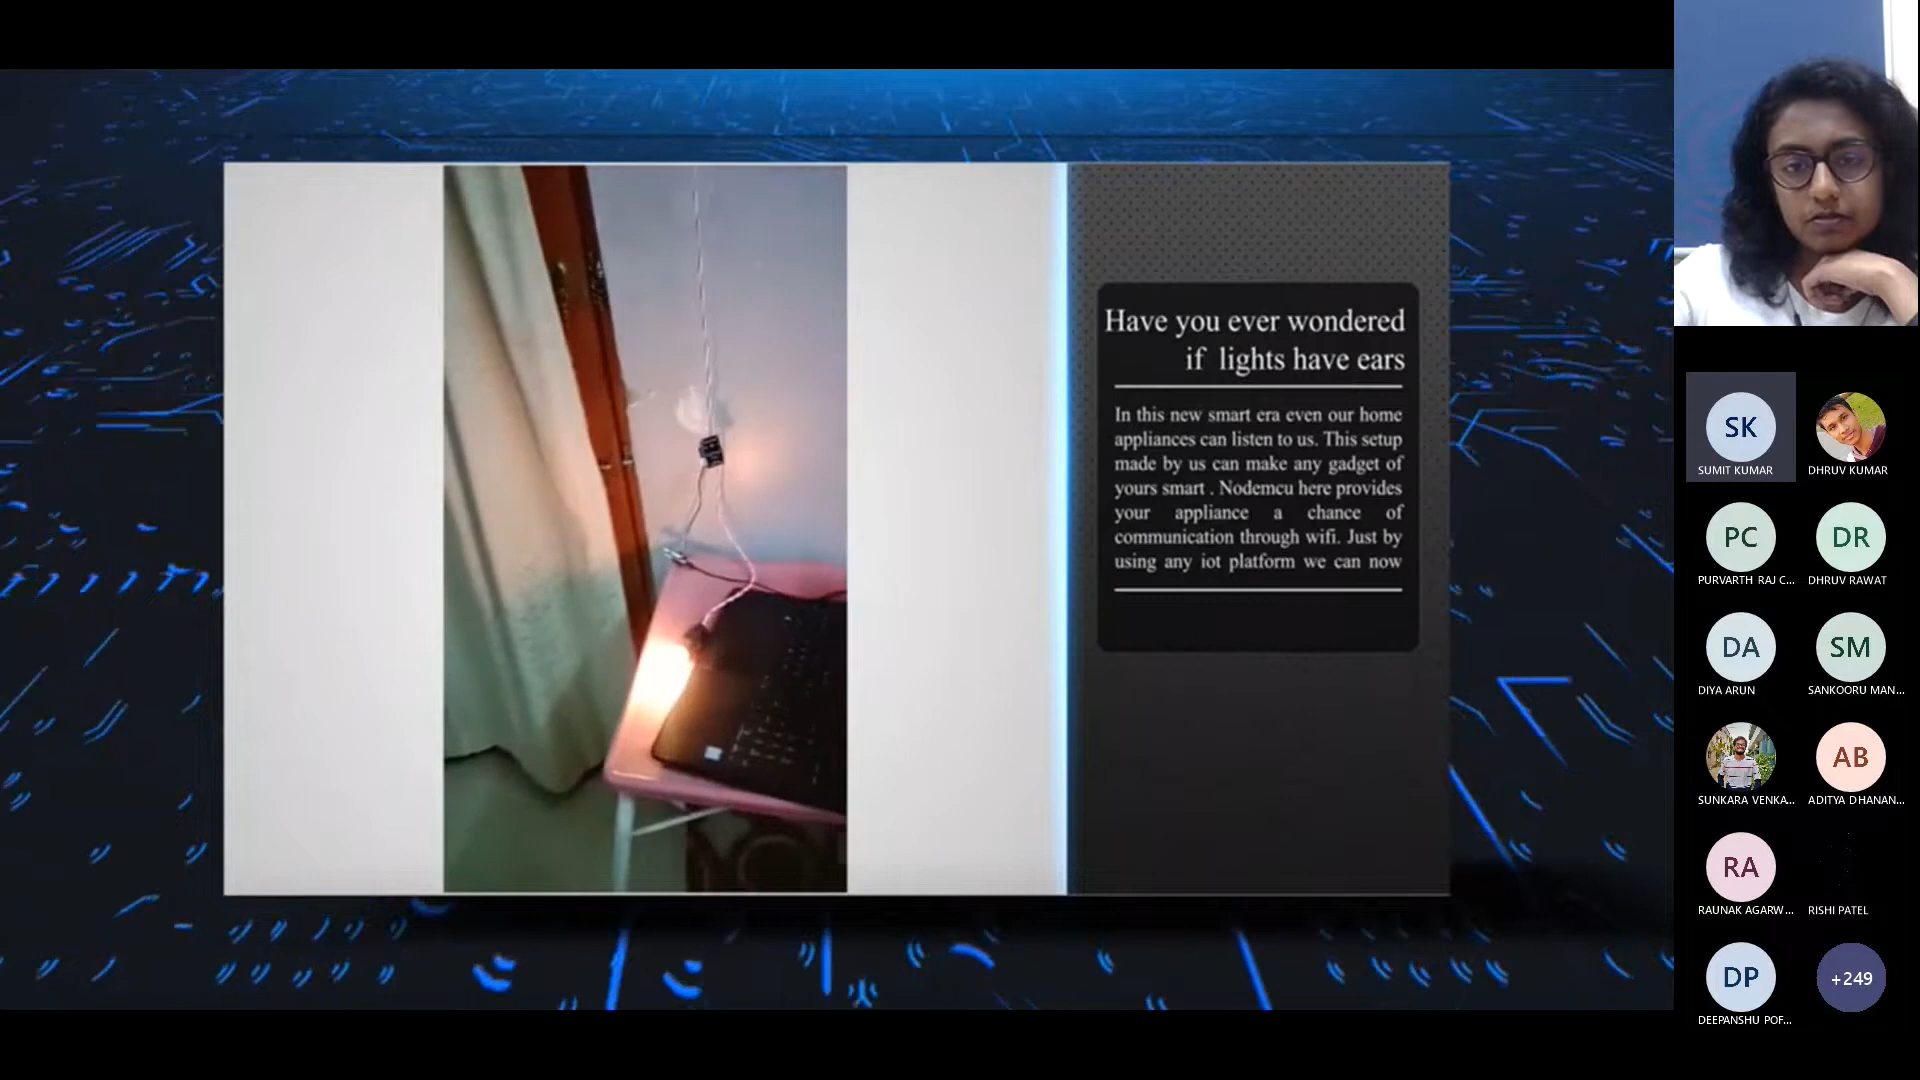 Have you ever wondered
if lights have ears
In this new smart era even our home
appliances can listen to us. This setup
made by us can make any gadget of
yours smart . Nodemcu here provides
your appliance a chance of
communication through wifi. Just by
using any iot platform we can now
SK
SUMIT KUMAR
DHRUV KUMAR
PC
PURVARTH RAJ C...
DR
DHRUV RAWAT
DA
DIYA ARUN
SM
SANKOORU MAN...
SUNKARA VENKA...
AB
ADITYA DHANAN...
RA
RAUNAK AGARW...
RISHI PATEL
DP
DEEPANSHU POF...
+249